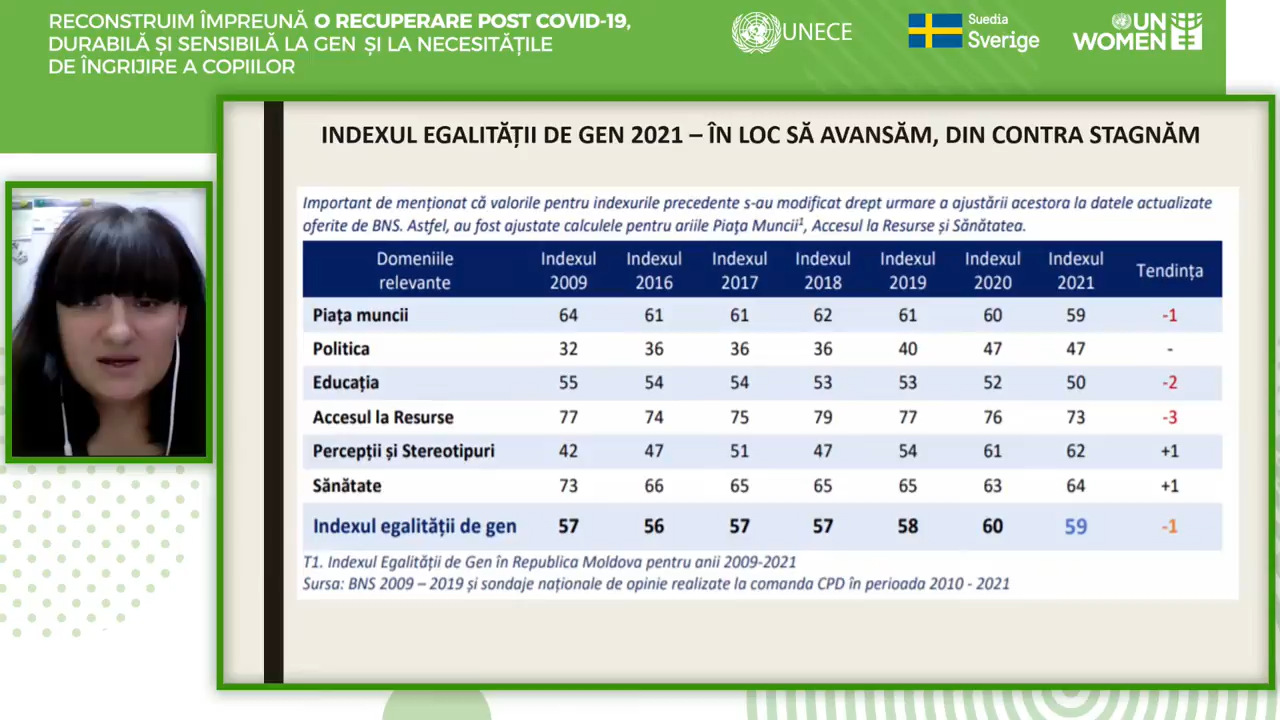 RECONSTRUIM ÎMPREUNĂ O RECUPERARE POST COVID-19,
DURABILĂ ȘI SENSIBILĂ LA GEN ȘI LA NECESITĂȚILE
DE ÎNGRIJIRE A COPIILOR
UNECE
Suedia
Sverige
UN
WOMEN
INDEXUL EGALITĂȚII DE GEN 2021 – ÎN LOC SĂ AVANSĂM, DIN CONTRA STAGNĂM
Important de menționat că valorile pentru indexurile precedente s-au modificat drept urmare a ajustării acestora la datele actualizate
oferite de BNS. Astfel, au fost ajustate calculele pentru ariile Piața Muncii¹, Accesul la Resurse și Sănătatea.
Domeniile relevante Indexul 2009 Indexul 2016 Indexul 2017 Indexul 2018 Indexul 2019 Indexul 2020 Indexul 2021 Tendința
Piața muncii 64 61 61 62 61 60 59 -1
Politica 32 36 36 36 40 47 47 -
Educația 55 54 54 53 53 52 50 -2
Accesul la Resurse 77 74 75 79 77 76 73 -3
Percepții și Stereotipuri 42 47 51 47 54 61 62 +1
Sănătate 73 66 65 65 65 63 64 +1
Indexul egalității de gen 57 56 57 57 58 60 59 -1
T1. Indexul Egalității de Gen în Republica Moldova pentru anii 2009-2021
Sursa: BNS 2009 – 2019 și sondaje naționale de opinie realizate la comanda CPD în perioada 2010 - 2021